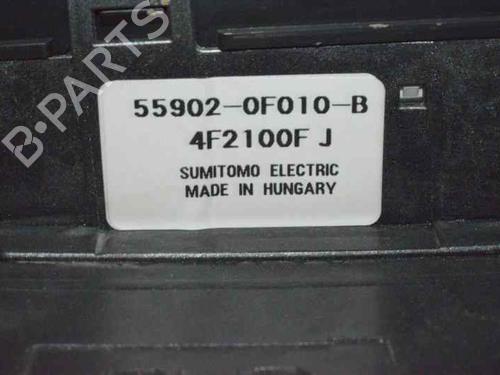 55902-0F010-B
4F2100F J
SUMITOMO ELECTRIC
MADE IN HUNGARY
B-PARTS